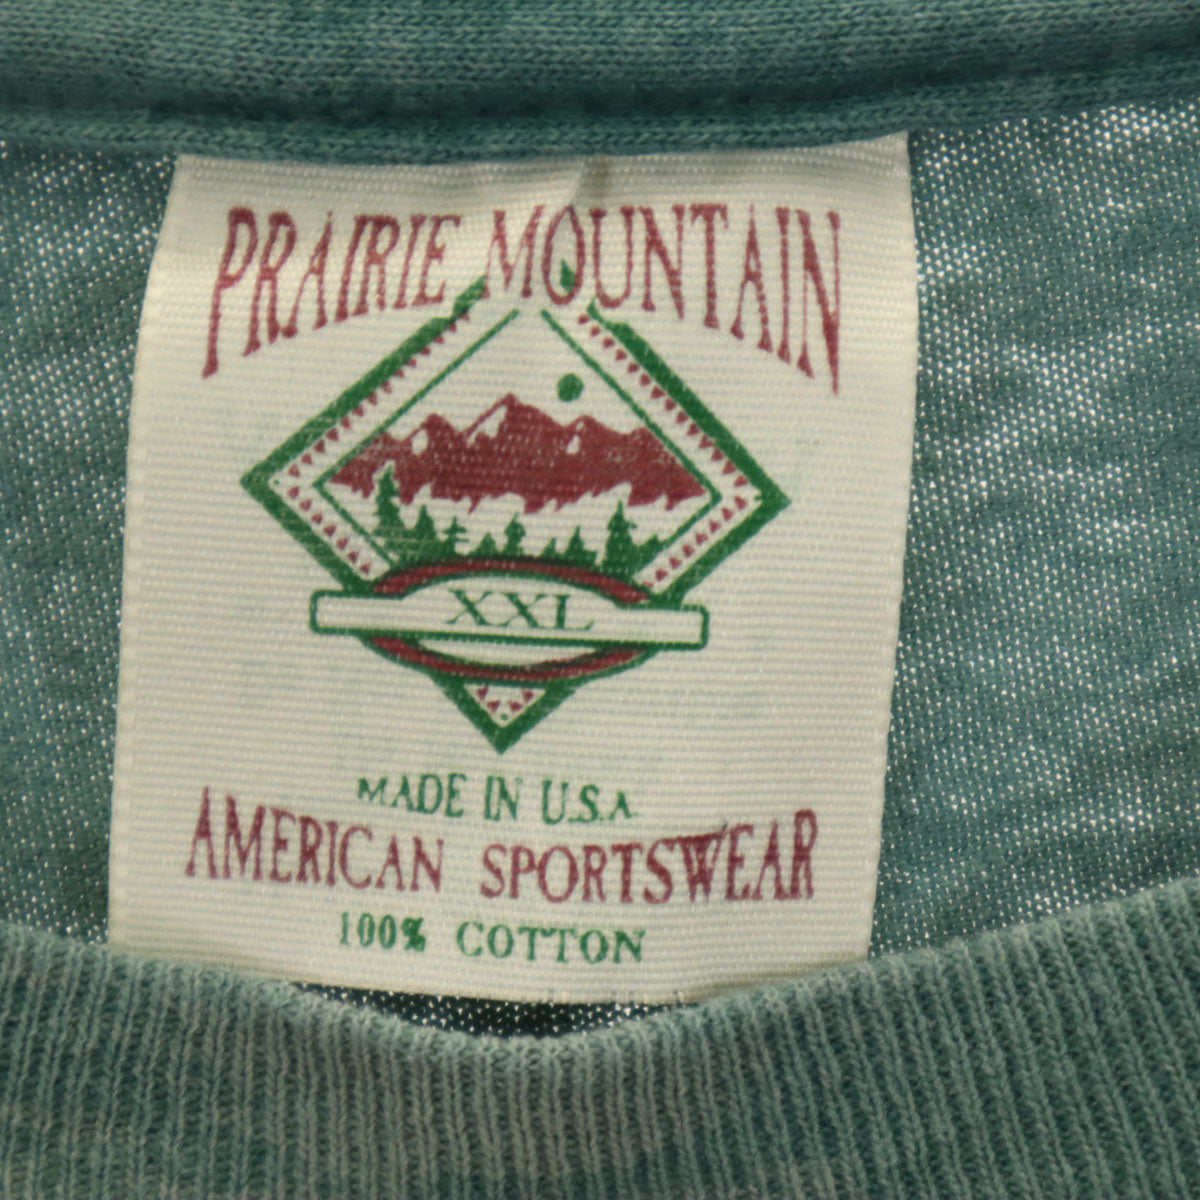 PRAIRIE MOUNTAIN
XXL
MADE IN U.S.A
AMERICAN SPORTSWEAR
100% COTTON